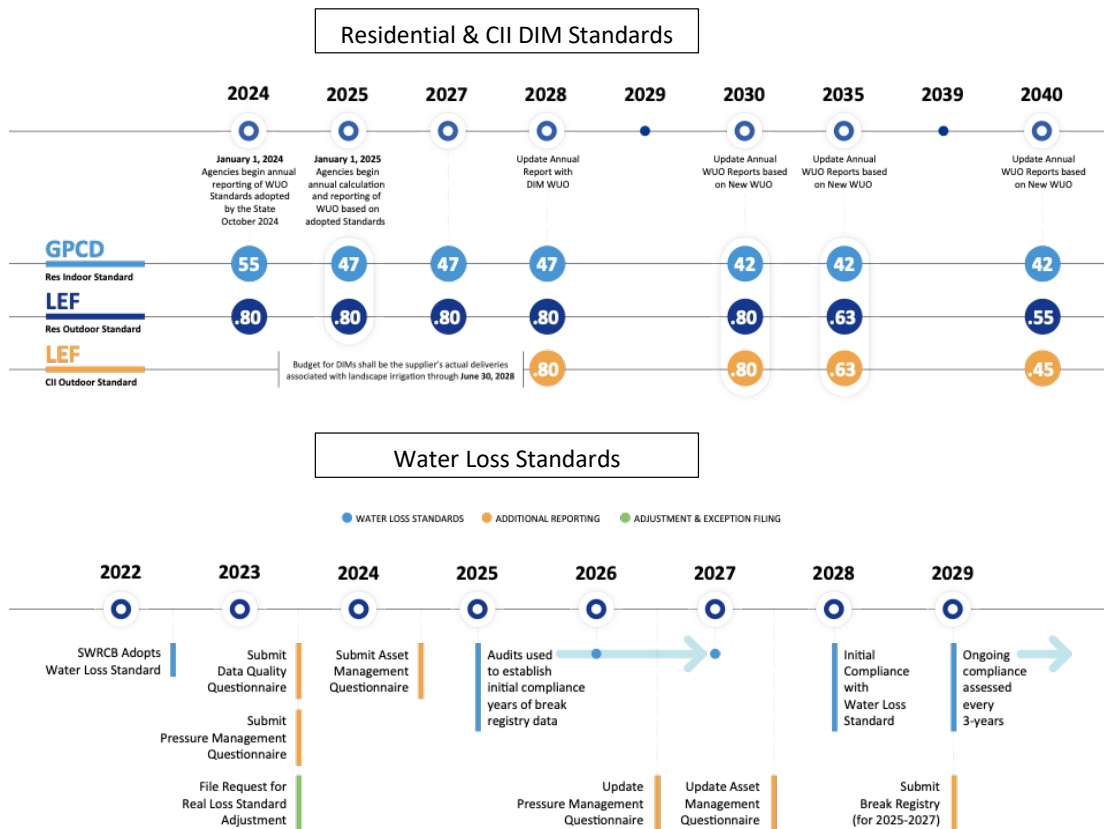 Residential & CII DIM Standards
2024
2025
2027
2028
2029
2030
2035
2039
2040
January 1, 2024
Agencies begin annual
reporting of WUO
Standards adopted
by the State
October 2024
January 1, 2025
Agencies begin
annual calculation
and reporting of
WUO based on
adopted Standards
Update Annual
Report with
DIM WUO
Update Annual
WUO Reports based
on New WUO
Update Annual
WUO Reports based
on New WUO
Update Annual
WUO Reports based
on New WUO
GPCD
Res Indoor Standard
55
47
47
47
42
42
42
LEF
Res Outdoor Standard
.80
.80
.80
.80
.80
.63
.55
LEF
CII Outdoor Standard
Budget for DIMs shall be the supplier's actual deliveries
associated with landscape irrigation through June 30, 2028
.80
.80
.63
.45
Water Loss Standards
WATER LOSS STANDARDS
ADDITIONAL REPORTING
ADJUSTMENT & EXCEPTION FILING
2022
2023
2024
2025
2026
2027
2028
2029
SWRCB Adopts
Water Loss Standard
Submit
Data Quality
Questionnaire
Submit Asset
Management
Questionnaire
Audits used
to establish
initial compliance
years of break
registry data
Initial
Compliance
with
Water Loss
Standard
Ongoing
compliance
assessed
every
3-years
Submit
Pressure Management
Questionnaire
File Request for
Real Loss Standard
Adjustment
Update
Pressure Management
Questionnaire
Update Asset
Management
Questionnaire
Submit
Break Registry
(for 2025-2027)